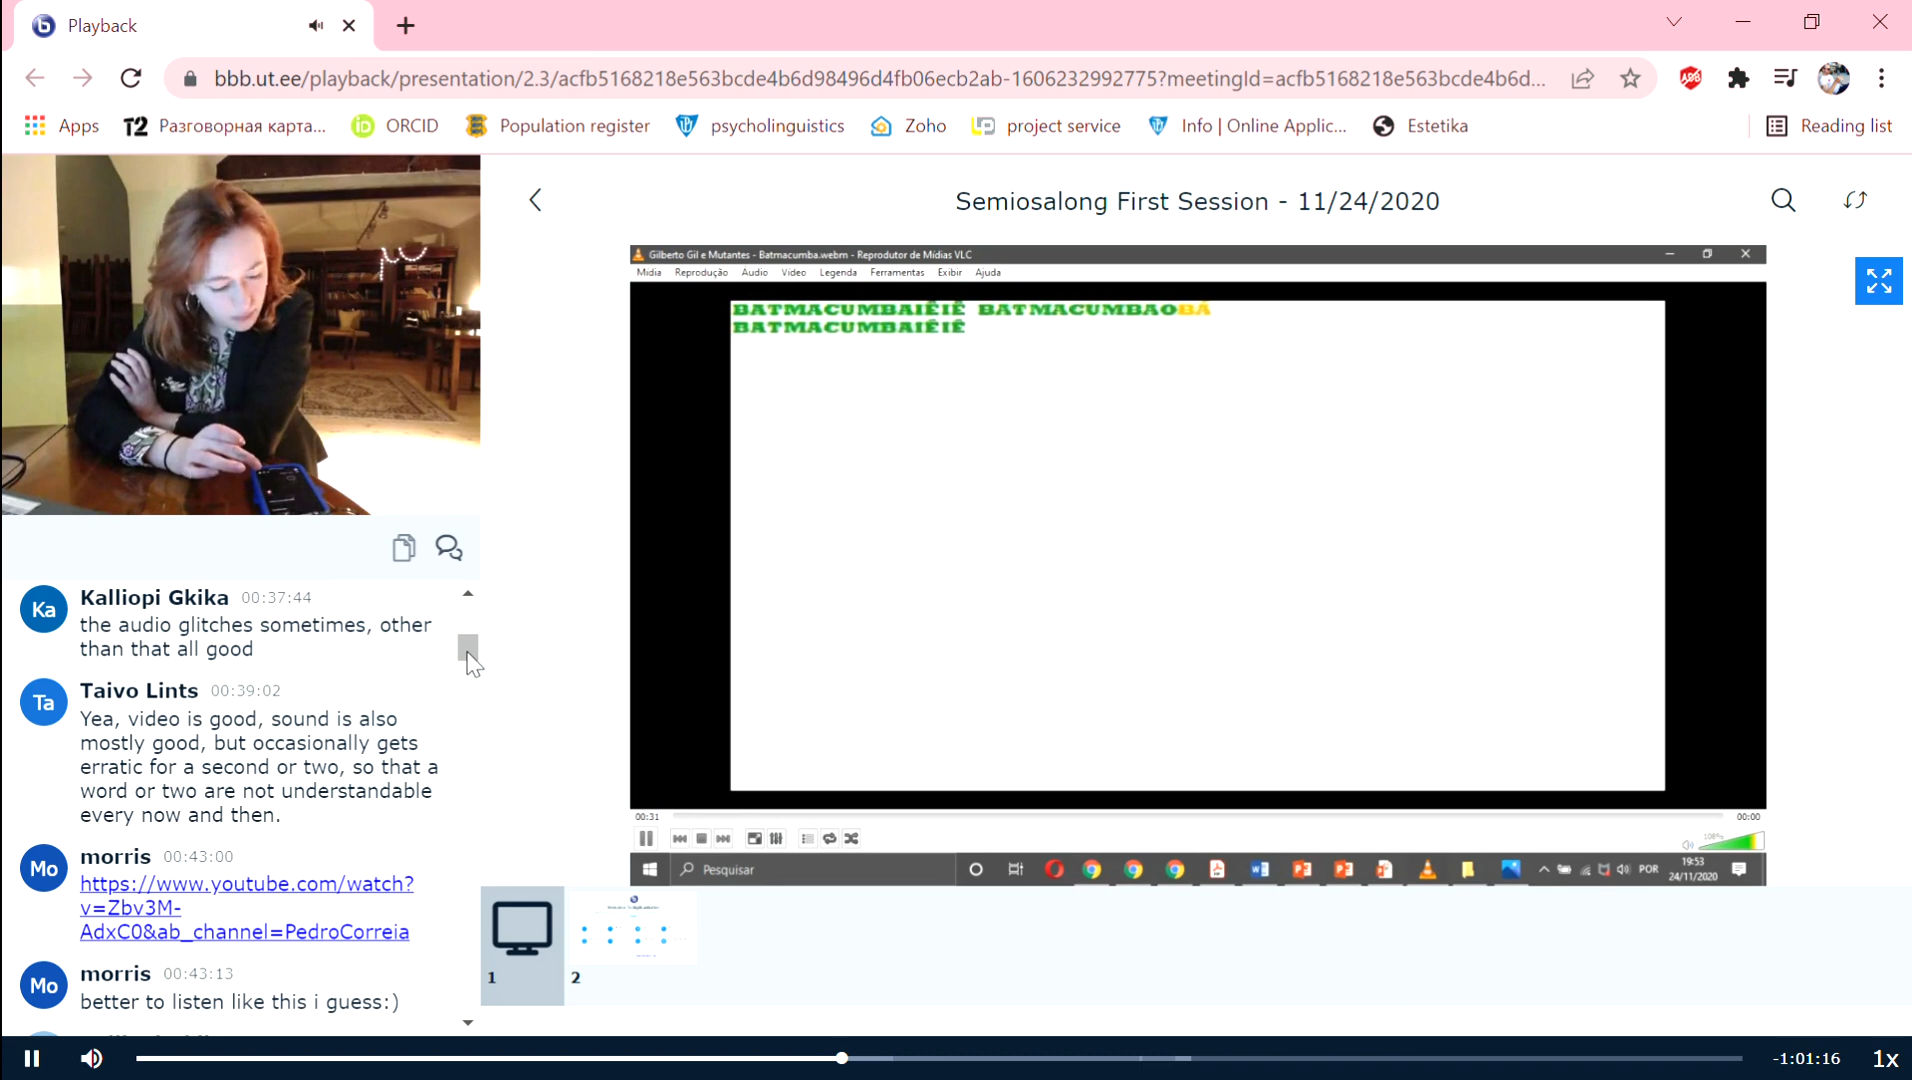 Playback
bbb.ut.ee/playback/presentation/2.3/acfb5168218e563bcde4b6d98496d4fb06ecb2ab-1606232992775?meetingId=acfb5168218e563bcde4b6d...
Apps T2 Разговорная карта... iD ORCID Population register psycholinguistics Zoho project service Info | Online Applic... Estetika Reading list
Semiosalong First Session - 11/24/2020
Gilberto Gil e Mutantes - Batmacumba.webm - Reprodutor de Mídias VLC
Mídia Reprodução Áudio Vídeo Legenda Ferramentas Exibir Ajuda
BATMACUMBAIÊIÊ BATMACUMBAOBÁ
BATMACUMBAIÊIÊ
00:31 00:00
108%
Pesquisar POR 19:53
24/11/2020
Ka Kalliopi Gkika 00:37:44
the audio glitches sometimes, other
than that all good
Ta Taivo Lints 00:39:02
Yea, video is good, sound is also
mostly good, but occasionally gets
erratic for a second or two, so that a
word or two are not understandable
every now and then.
Mo morris 00:43:00
https://www.youtube.com/watch?
v=Zbv3M-
AdxC0&ab_channel=PedroCorreia
Mo morris 00:43:13
better to listen like this i guess:)
1 2
-1:01:16 1x